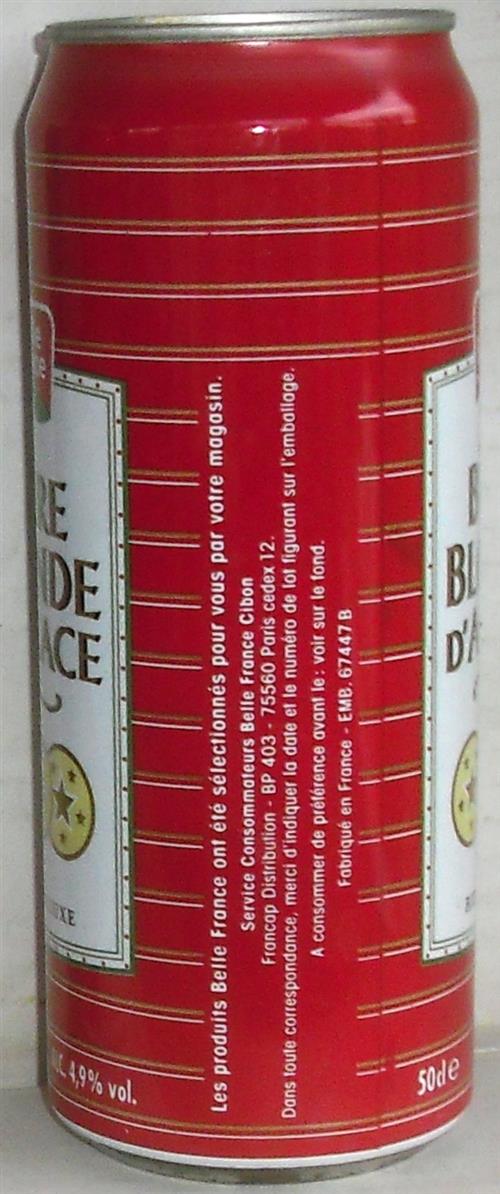 Les produits Belle France ont été sélectionnés pour vous par votre magasin.
Service Consommateurs Belle France Cibon
Francap Distribution - BP 403 - 75560 Paris cedex 12.
Dans toute correspondance, merci d'indiquer la date et le numéro de lot figurant sur l'emballage.
A consommer de préférence avant le : voir sur le fond.
Fabriqué en France - EMB. 67447 B
4,9% vol.
50cl e